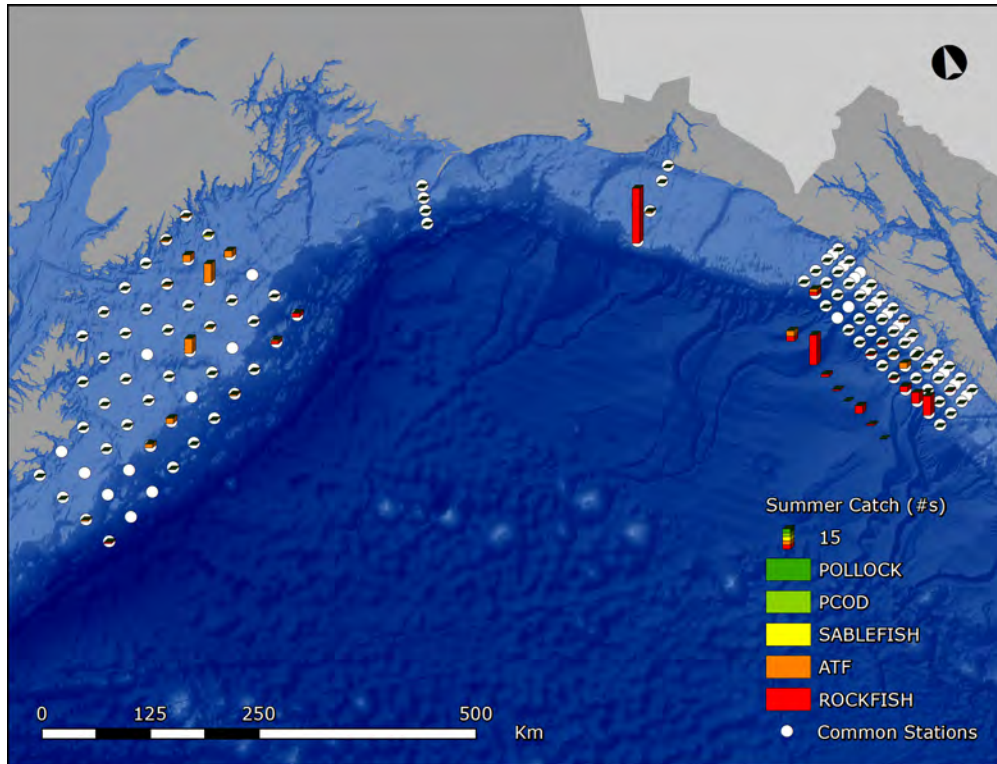 Summer Catch (#s)
15
POLLOCK
PCOD
SABLEFISH
ATF
ROCKFISH
Common Stations
0 125 250 500
Km